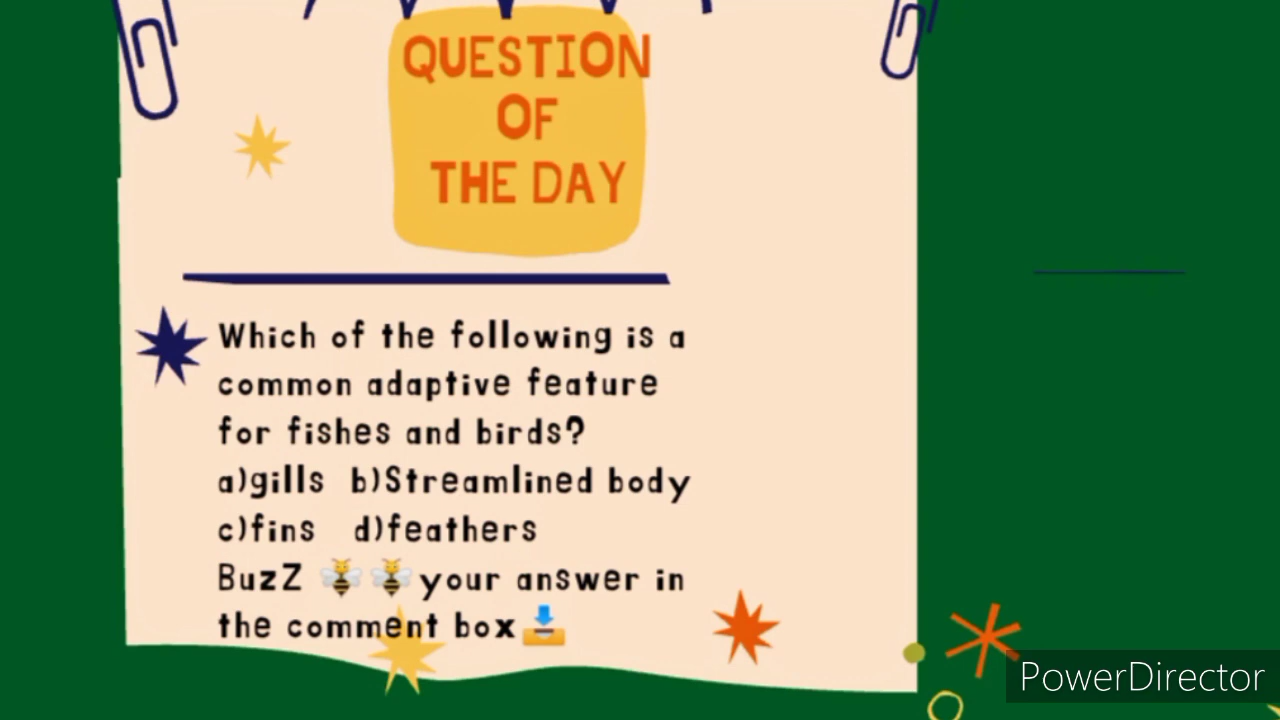 QUESTION
OF
THE DAY
Which of the following is a
common adaptive feature
for fishes and birds?
a)gills b)Streamlined body
c)fins d)feathers
BuzZ 🐝🐝your answer in
the comment box📥
PowerDirector